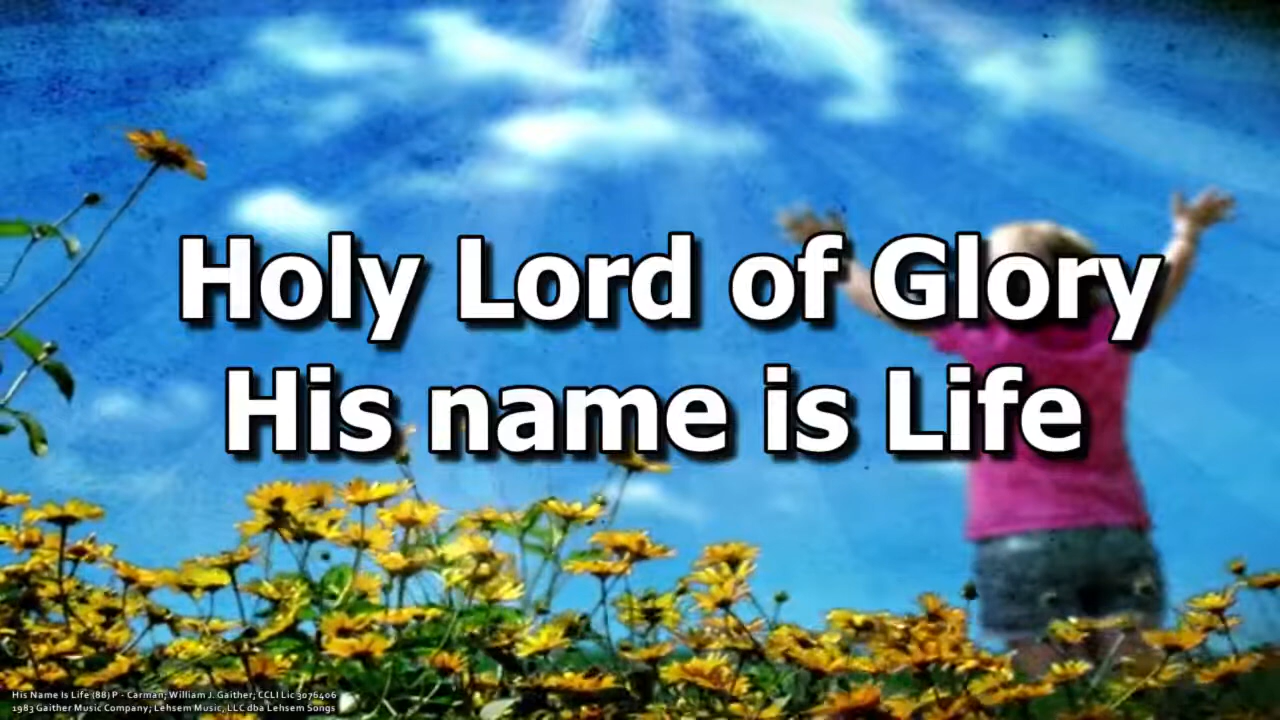 Holy Lord of Glory
His name is Life
His Name Is Life (88) P - Carman; William J. Gaither; CCLI Lic 3076406
1983 Gaither Music Company; Lehsem Music, LLC dba Lehsem Songs